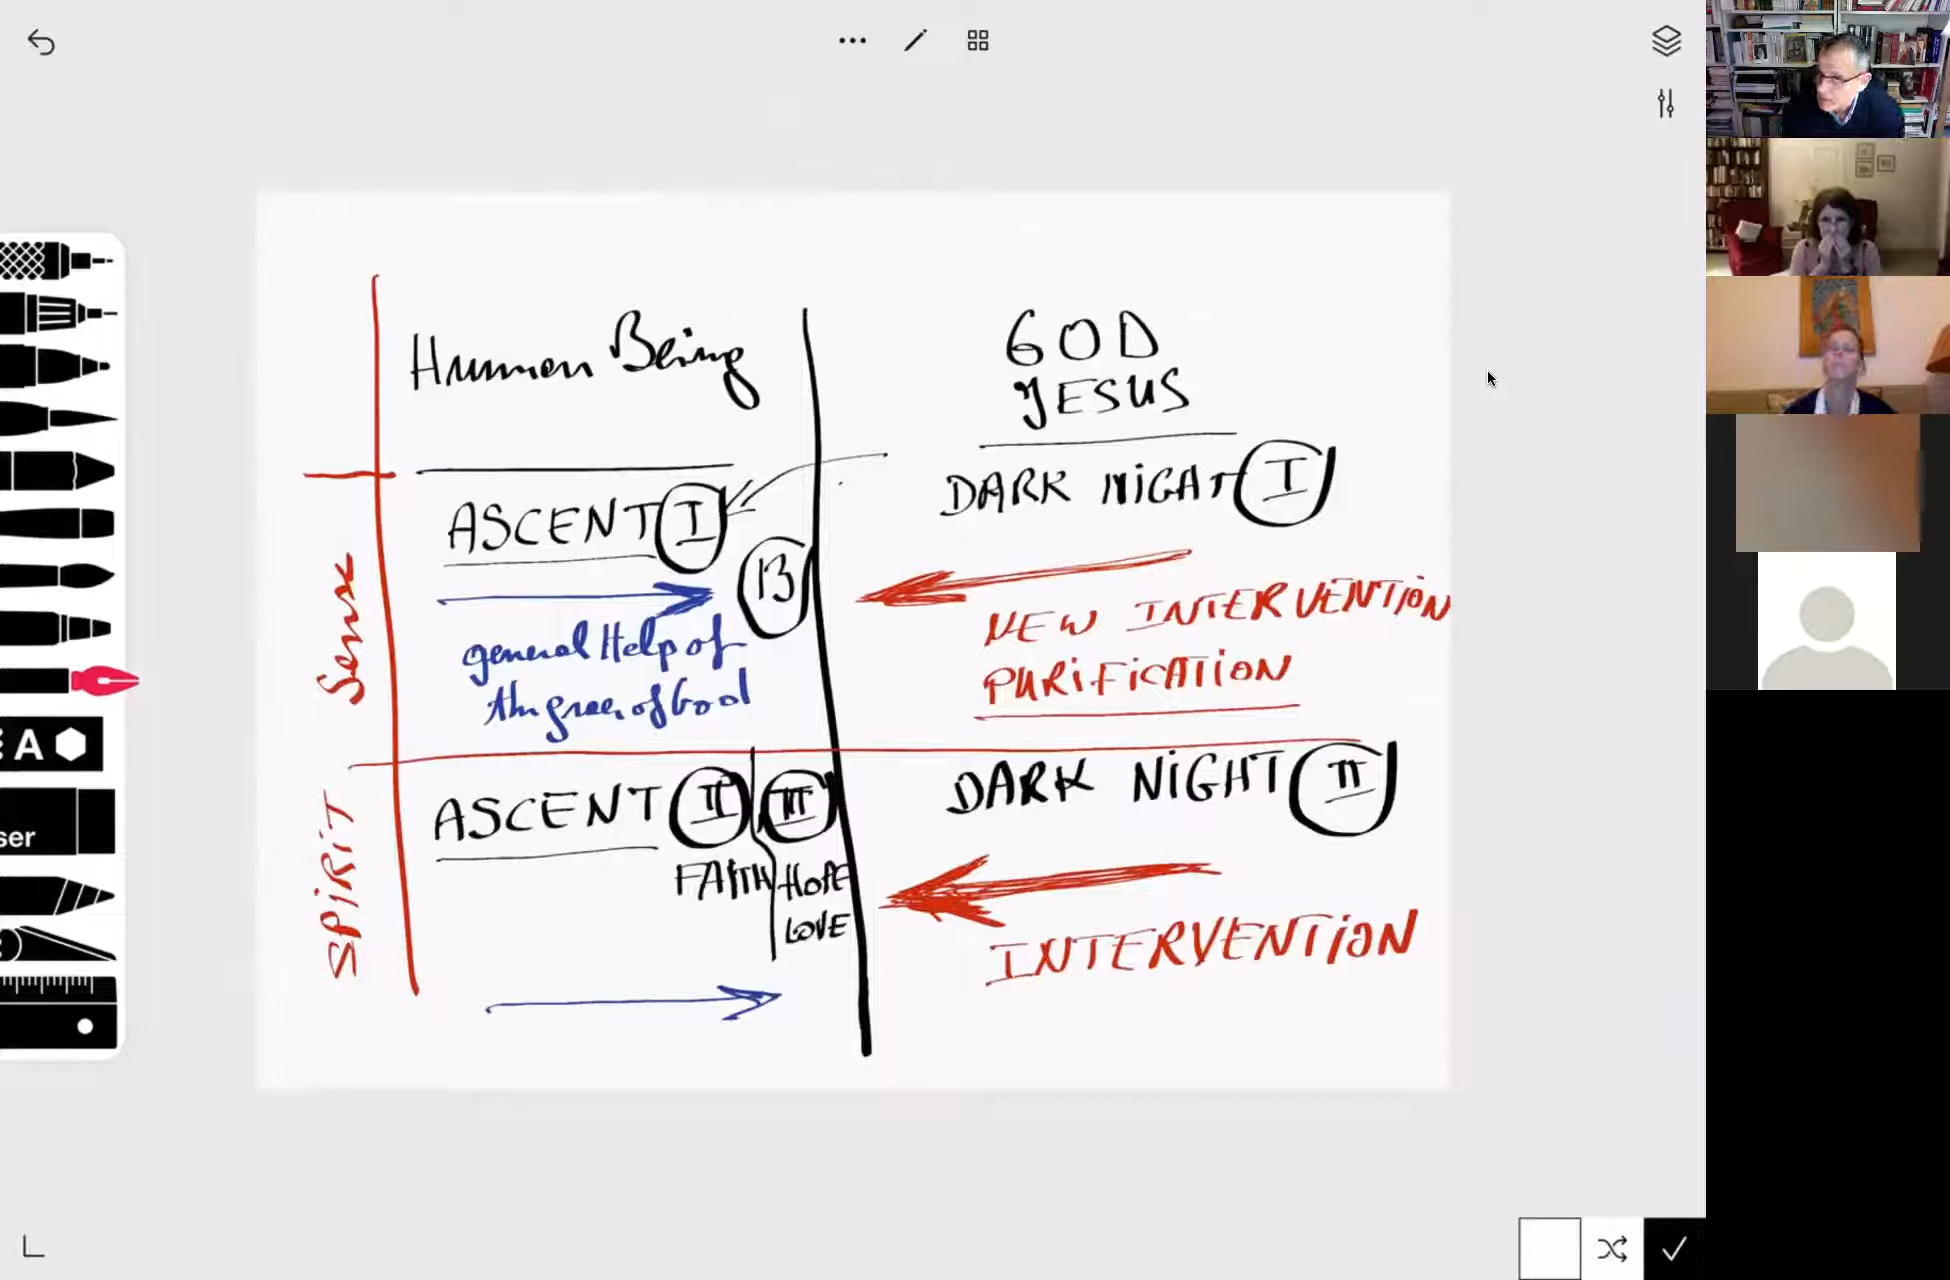 Human Being
GOD
JESUS
ASCENT I
DARK NIGHT I
13
general Help of
the grace of God
NEW INTERVENTION
PURiFiCATiON
Sense
ASCENT II III
DARK NiGHT II
FAITH HOPE
LOVE
INTERVENTiON
SPiRiT
A
ser